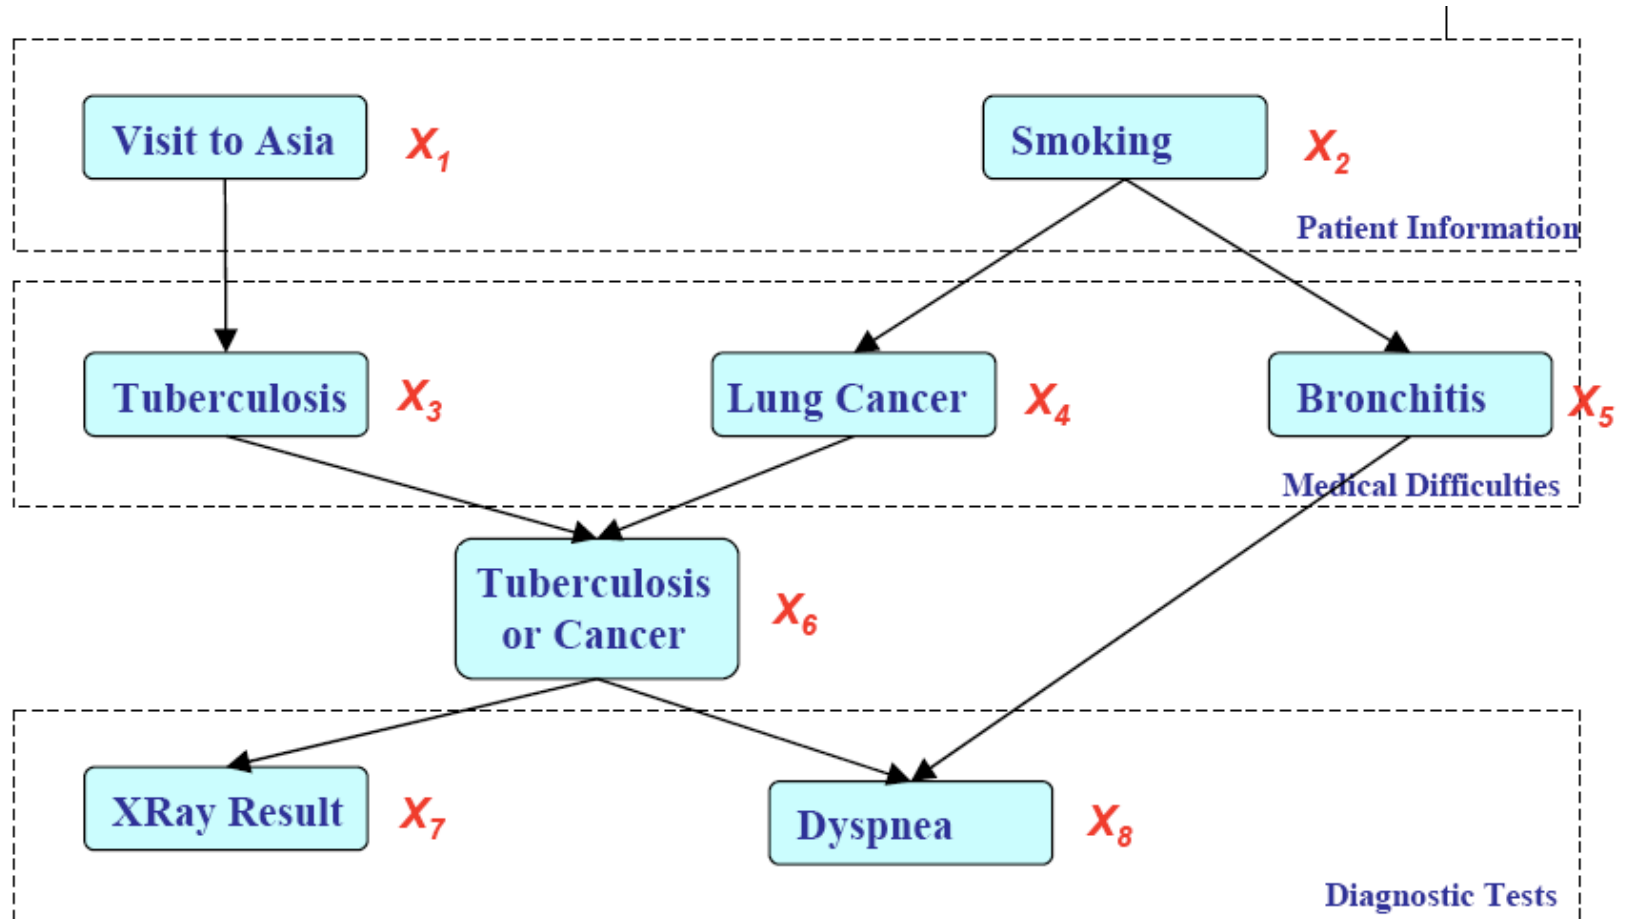 Visit to Asia X1
Smoking X2
Patient Information
Tuberculosis X3
Lung Cancer X4
Bronchitis X5
Medical Difficulties
Tuberculosis
or Cancer
X6
XRay Result X7
Dyspnea X8
Diagnostic Tests